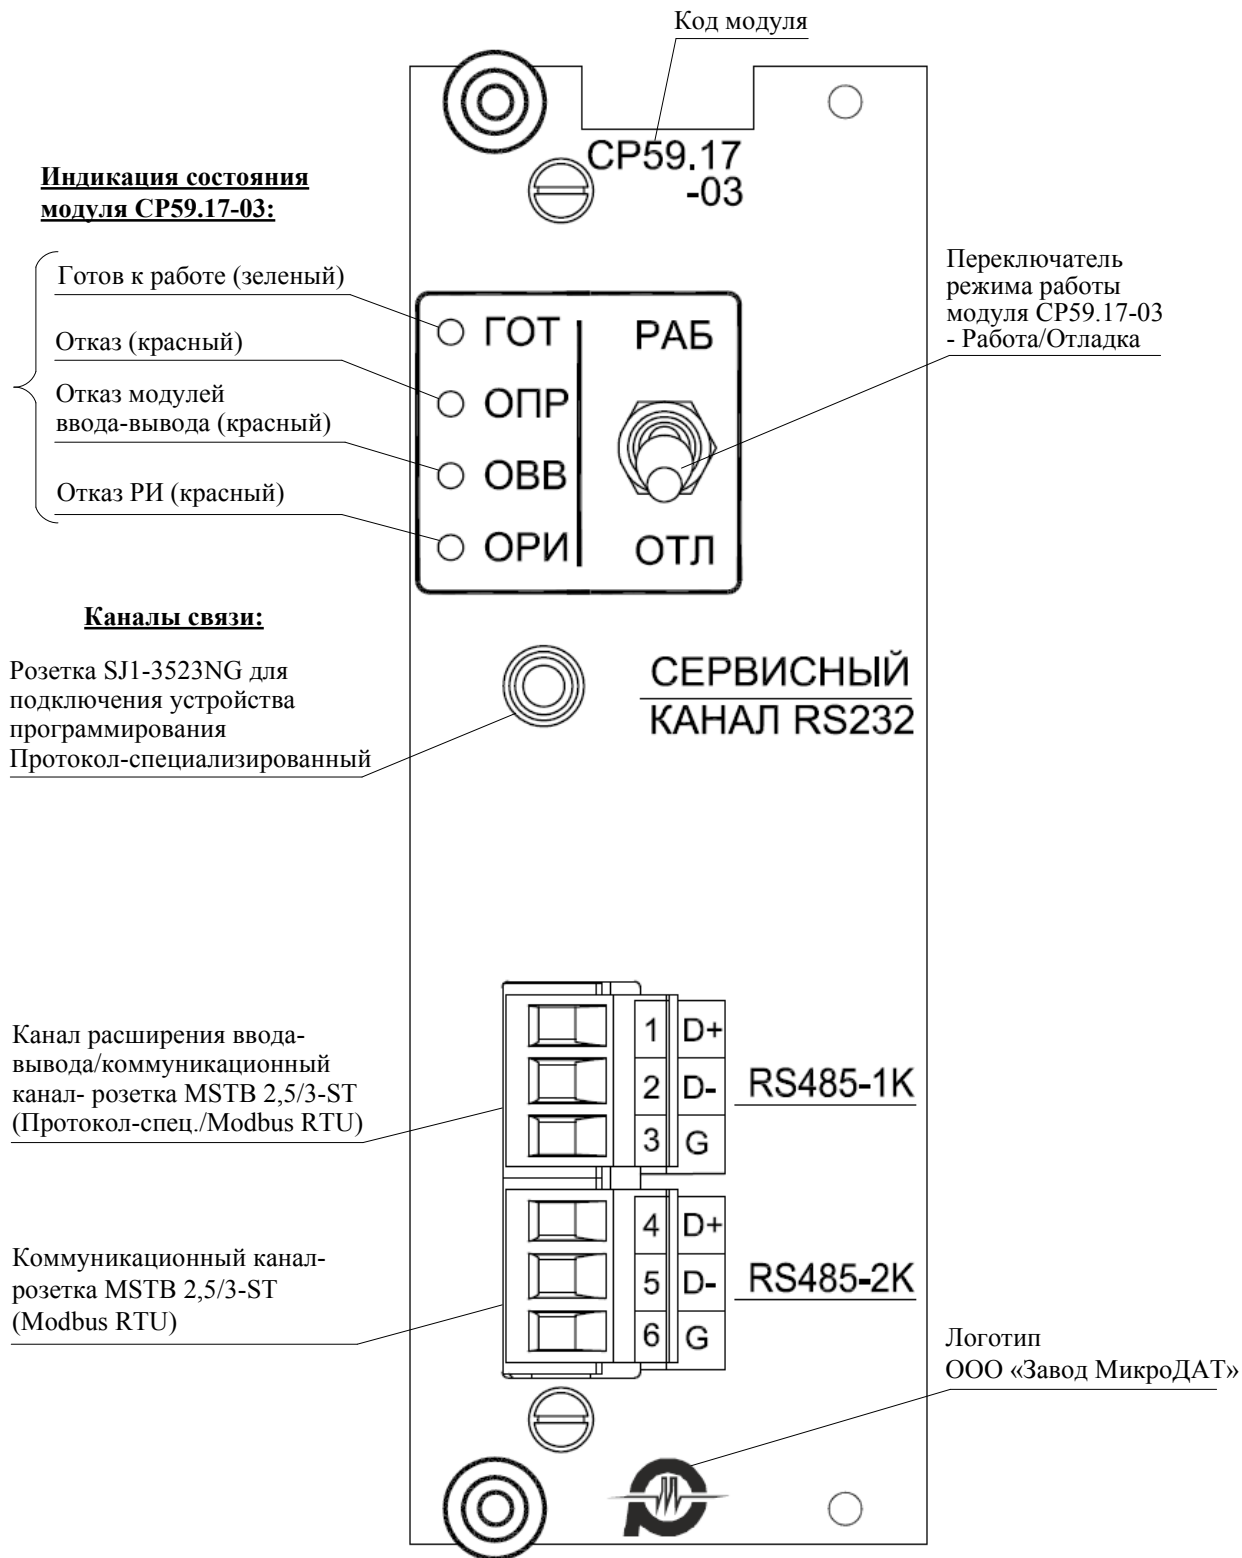 Код модуля
CP59.17
-03
Индикация состояния
модуля CP59.17-03:
Готов к работе (зеленый)
Отказ (красный)
Отказ модулей
ввода-вывода (красный)
Отказ РИ (красный)
ГОТ
ОПР
ОВВ
ОРИ
РАБ
ОТЛ
Переключатель
режима работы
модуля CP59.17-03
- Работа/Отладка
Каналы связи:
Розетка SJ1-3523NG для
подключения устройства
программирования
Протокол-специализированный
СЕРВИСНЫЙ
КАНАЛ RS232
Канал расширения ввода-
вывода/коммуникационный
канал- розетка MSTB 2,5/3-ST
(Протокол-спец./Modbus RTU)
1 D+
2 D-
3 G
RS485-1K
Коммуникационный канал-
розетка MSTB 2,5/3-ST
(Modbus RTU)
4 D+
5 D-
6 G
RS485-2K
Логотип
ООО «Завод МикроДАТ»